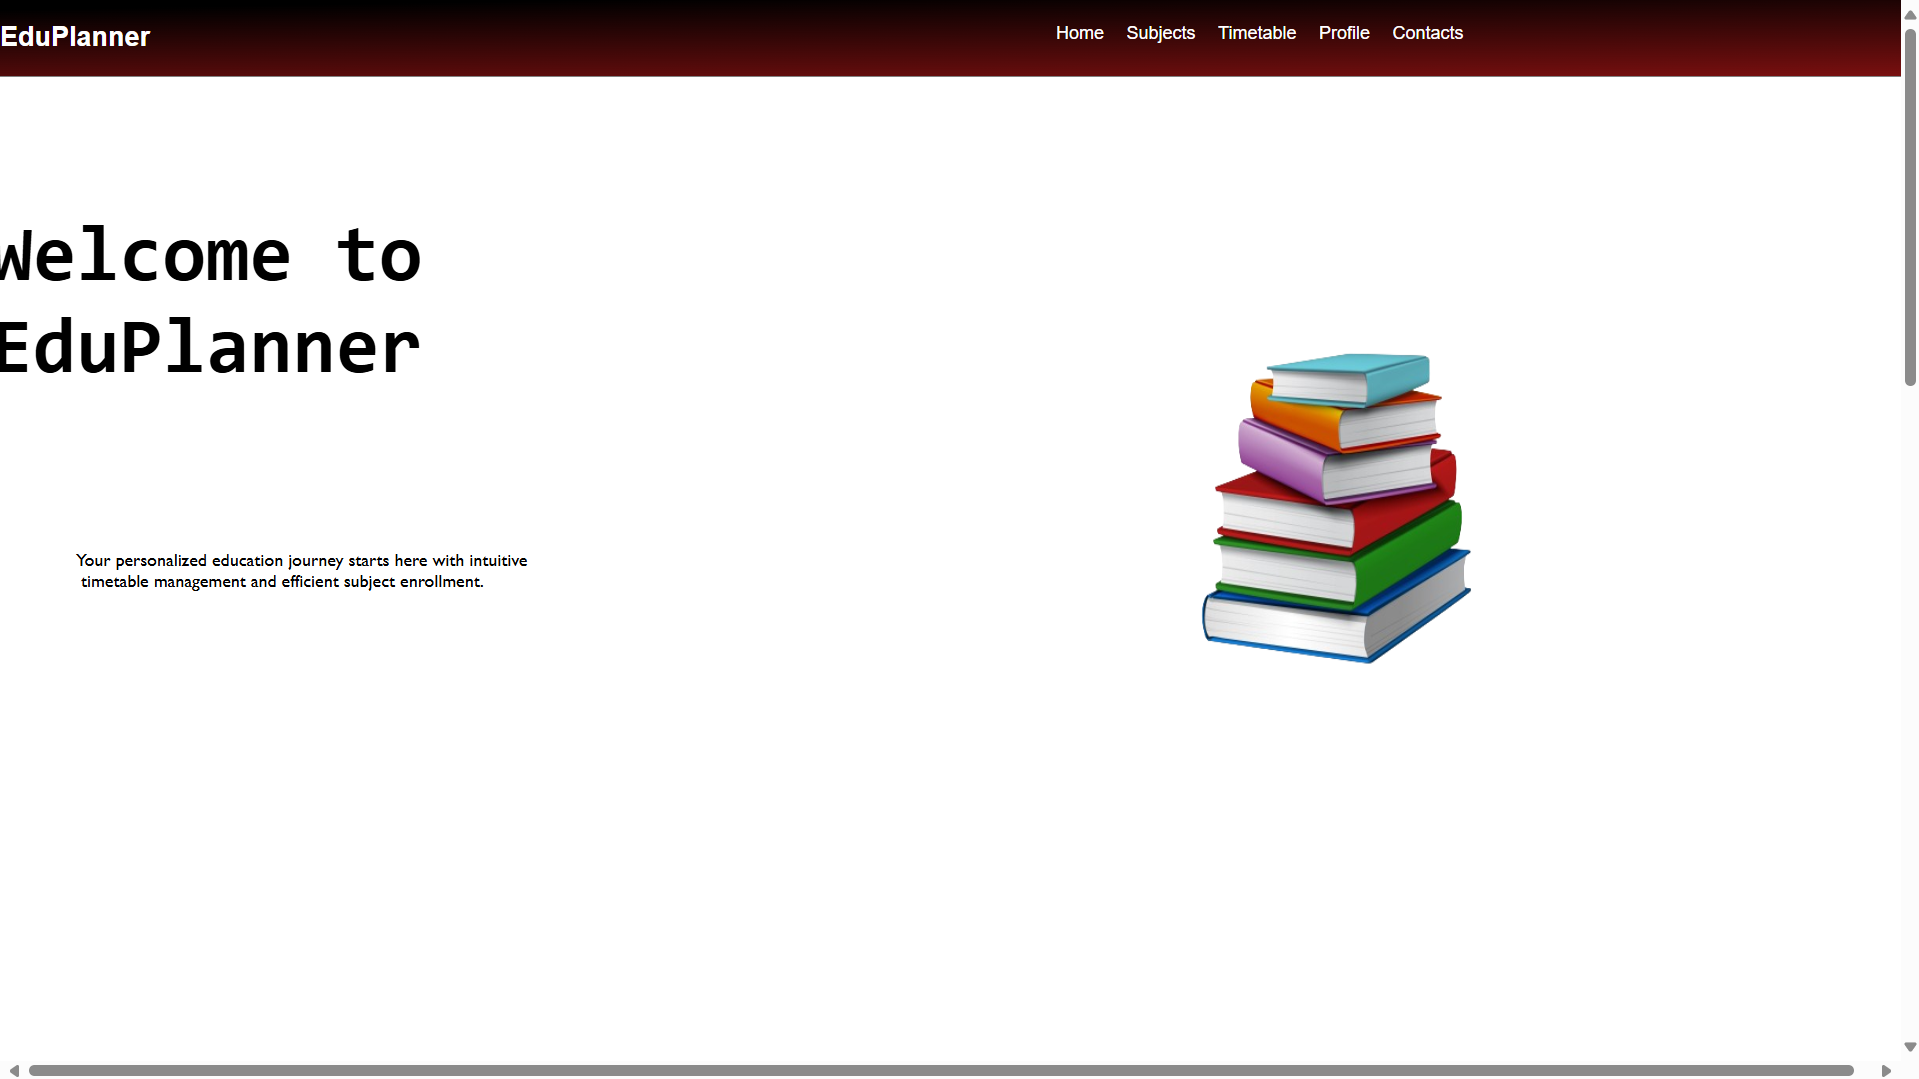 EduPlanner
Home Subjects Timetable Profile Contacts
Welcome to
EduPlanner
Your personalized education journey starts here with intuitive
timetable management and efficient subject enrollment.